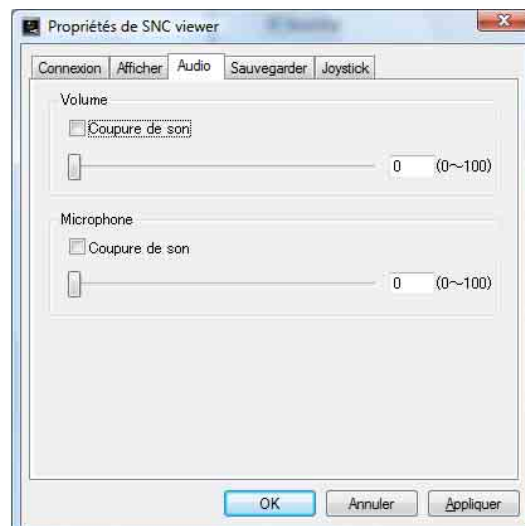 Propriétés de SNC viewer
Connexion Afficher Audio Sauvegarder Joystick
Volume
Coupure de son
0 (0～100)
Microphone
Coupure de son
0 (0～100)
OK Annuler Appliquer